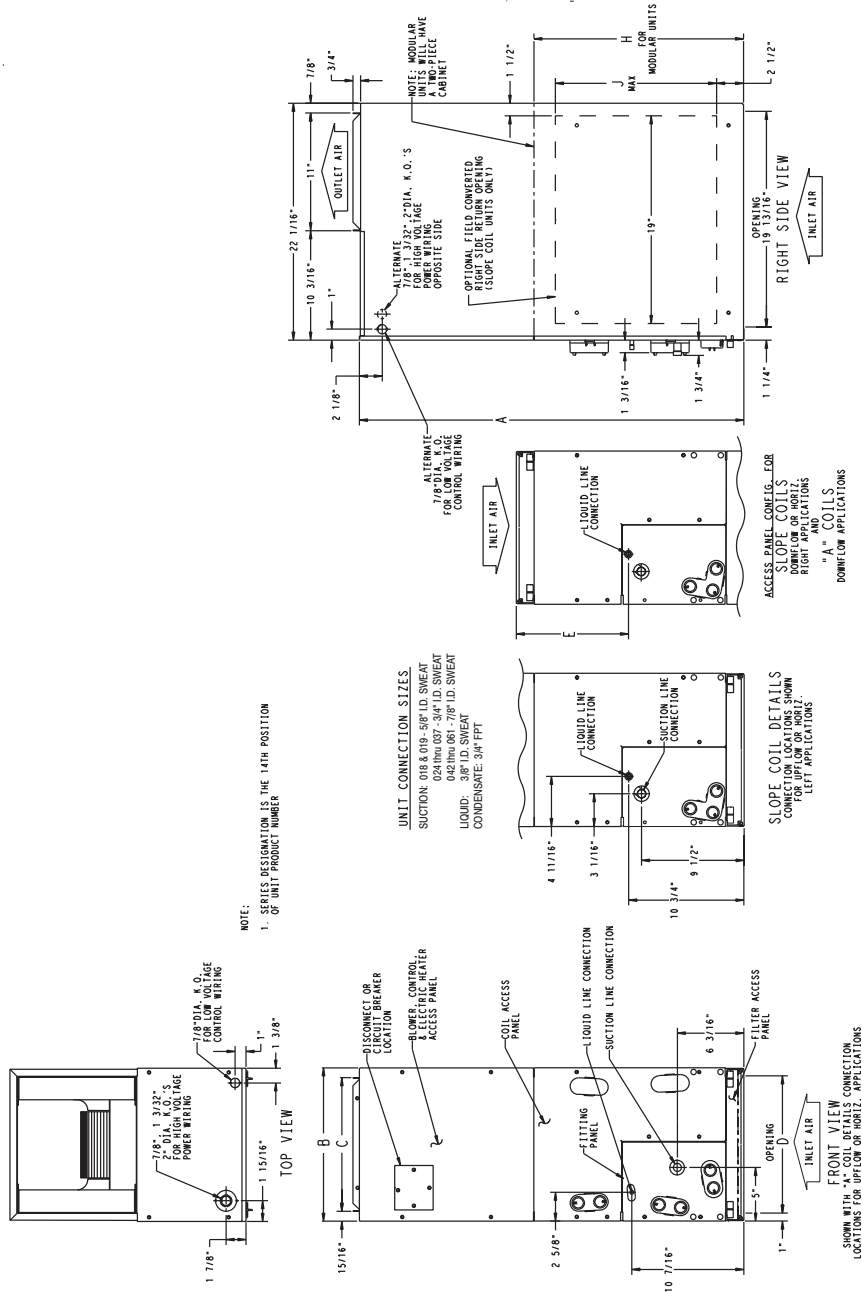 7/8" DIA. K.O.
FOR LOW VOLTAGE
CONTROL WIRING
7/8", 1 3/32"
2" DIA. K.O.'S
FOR HIGH VOLTAGE
POWER WIRING
1"
1 3/8"
1 7/8"
1 15/16"
TOP VIEW
NOTE:
1. SERIES DESIGNATION IS THE 14TH POSITION
OF UNIT PRODUCT NUMBER
B
C
15/16"
DISCONNECT OR
CIRCUIT BREAKER
LOCATION
BLOWER, CONTROL,
& ELECTRIC HEATER
ACCESS PANEL
COIL ACCESS
PANEL
FITTING
PANEL
LIQUID LINE CONNECTION
SUCTION LINE CONNECTION
2 5/8"
10 7/16"
5"
6 3/16"
FILTER ACCESS
PANEL
OPENING
D
1"
INLET AIR
FRONT VIEW
SHOWN WITH "A" COIL DETAILS CONNECTION
LOCATIONS FOR UPFLOW OR HORIZ. APPLICATIONS
UNIT CONNECTION SIZES
SUCTION: 018 & 019 - 5/8" I.D. SWEAT
024 thru 037 - 3/4" I.D. SWEAT
042 thru 061 - 7/8" I.D. SWEAT
LIQUID: 3/8" I.D. SWEAT
CONDENSATE: 3/4" FPT
4 11/16"
3 1/16"
LIQUID LINE
CONNECTION
SUCTION LINE
CONNECTION
10 3/4"
9 1/2"
SLOPE COIL DETAILS
CONNECTION LOCATIONS SHOWN
FOR UPFLOW OR HORIZ.
LEFT APPLICATIONS
INLET AIR
E
LIQUID LINE
CONNECTION
ACCESS PANEL CONFIG. FOR
SLOPE COILS
DOWNFLOW OR HORIZ.
RIGHT APPLICATIONS
AND
"A" COILS
DOWNFLOW APPLICATIONS
22 1/16"
7/8"
3/4"
10 3/16"
11"
OUTLET AIR
1"
2 1/8"
A
ALTERNATE
7/8" DIA. K.O.
FOR LOW VOLTAGE
CONTROL WIRING
ALTERNATE
7/8", 1 3/32", 2" DIA. K.O.'S
FOR HIGH VOLTAGE
POWER WIRING
OPPOSITE SIDE
NOTE: MODULAR
UNITS WILL HAVE
A TWO-PIECE
CABINET
1 1/2"
OPTIONAL FIELD CONVERTED
RIGHT SIDE RETURN OPENING
(SLOPE COIL UNITS ONLY)
19"
H
FOR
MODULAR UNITS
J
MAX
2 1/2"
1 3/16"
1 3/4"
1 1/4"
OPENING
19 13/16"
RIGHT SIDE VIEW
INLET AIR